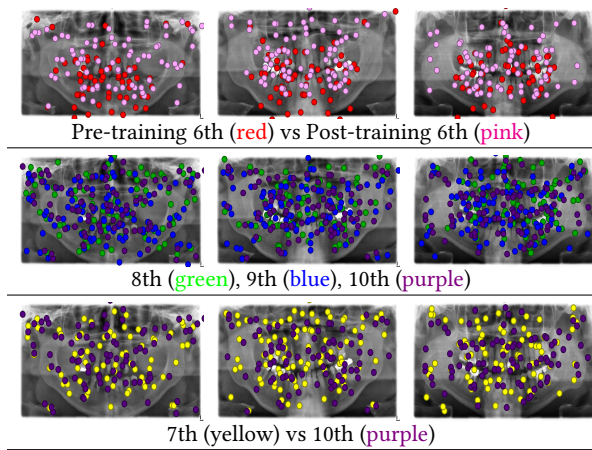 Pre-training 6th (red) vs Post-training 6th (pink)
8th (green), 9th (blue), 10th (purple)
7th (yellow) vs 10th (purple)